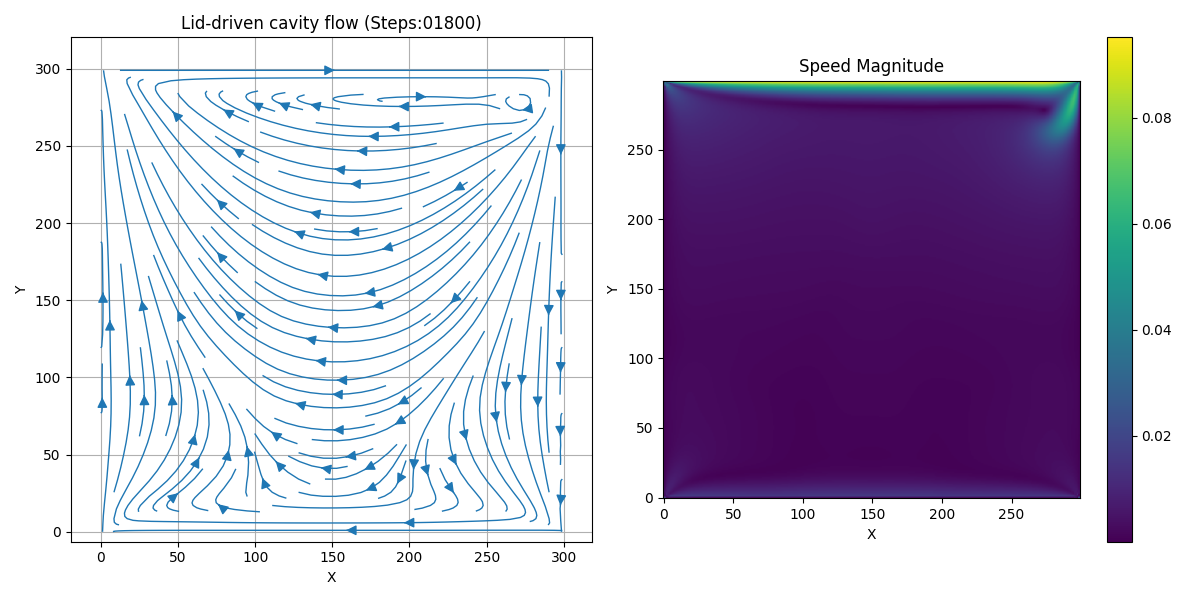 Lid-driven cavity flow (Steps:01800)
300
250
200
150
100
50
0
Y
0 50 100 150 200 250 300
X
Speed Magnitude
250
200
150
100
50
0
Y
0 50 100 150 200 250
X
0.08
0.06
0.04
0.02